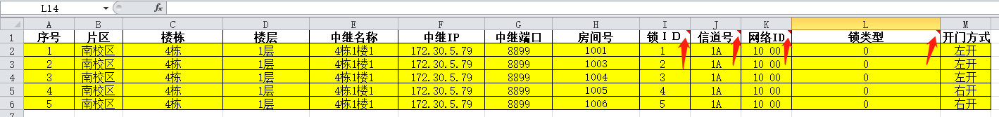 L14 fx
A B C D E F G H I J K L M
1 序号 片区 楼栋 楼层 中继名称 中继IP 中继端口 房间号 锁ID 信道号 网络ID 锁类型 开门方式
2 1 南校区 4栋 1层 4栋1楼1 172.30.5.79 8899 1001 1 1A 10 00 0 左开
3 2 南校区 4栋 1层 4栋1楼1 172.30.5.79 8899 1003 2 1A 10 00 0 左开
4 3 南校区 4栋 1层 4栋1楼1 172.30.5.79 8899 1004 3 1A 10 00 0 左开
5 4 南校区 4栋 1层 4栋1楼1 172.30.5.79 8899 1005 4 1A 10 00 0 右开
6 5 南校区 4栋 1层 4栋1楼1 172.30.5.79 8899 1006 5 1A 10 00 0 右开